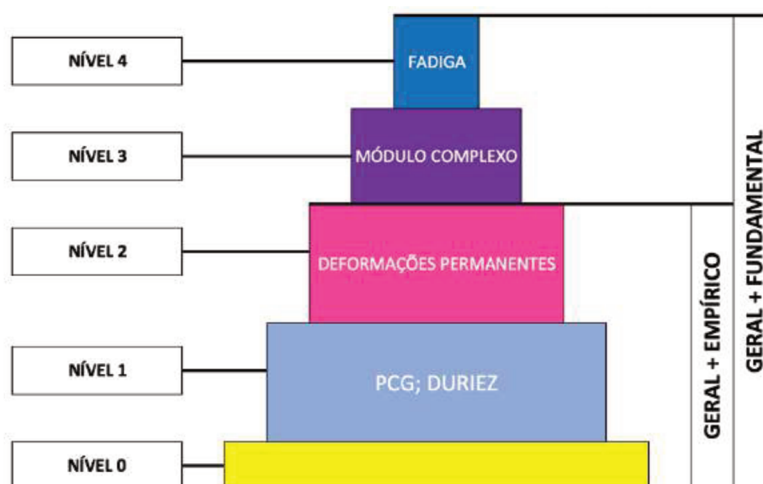 NÍVEL 4
FADIGA
NÍVEL 3
MÓDULO COMPLEXO
NÍVEL 2
DEFORMAÇÕES PERMANENTES
NÍVEL 1
PCG; DURIEZ
NÍVEL 0
GERAL + EMPÍRICO
GERAL + FUNDAMENTAL